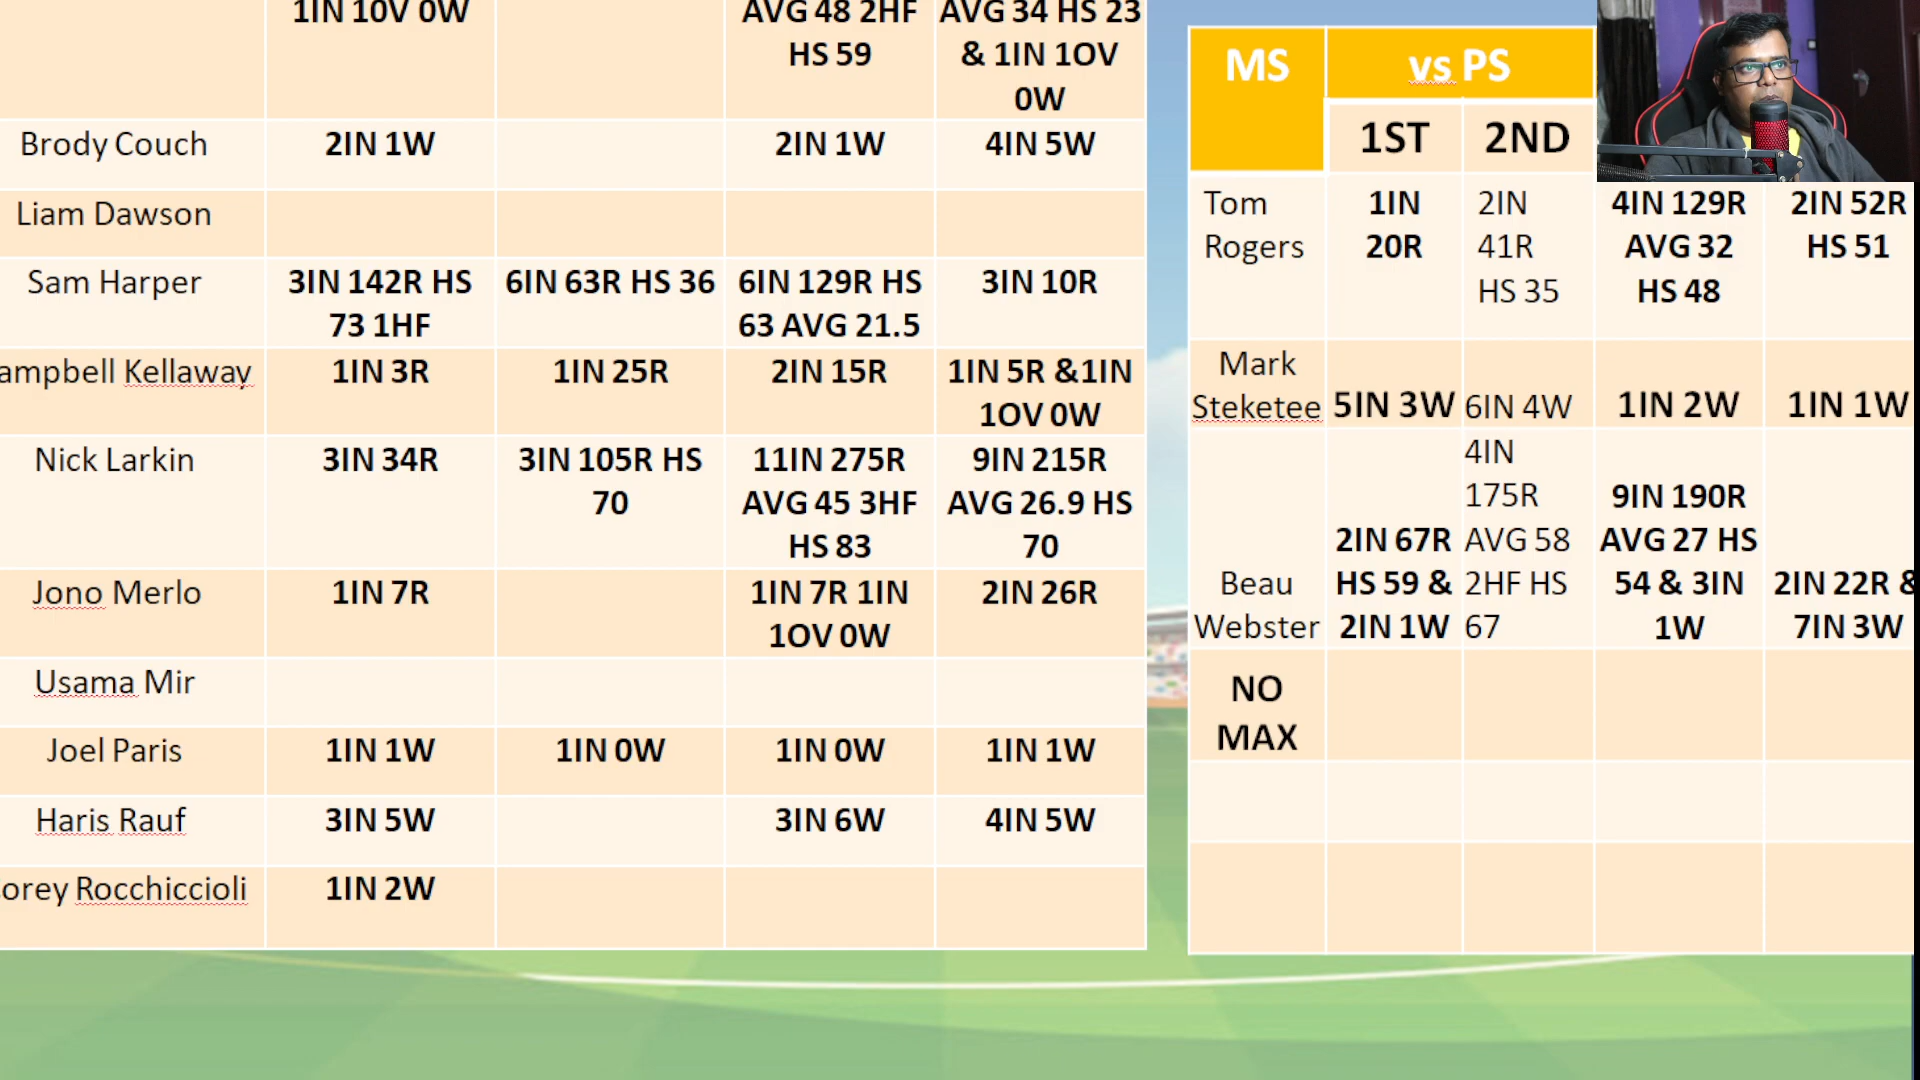 1IN 10V 0W
AVG 48 2HF
HS 59
AVG 34 HS 23
& 1IN 1OV
0W
Brody Couch
2IN 1W
2IN 1W
4IN 5W
Liam Dawson
Sam Harper
3IN 142R HS
73 1HF
6IN 63R HS 36
6IN 129R HS
63 AVG 21.5
3IN 10R
ampbell Kellaway
1IN 3R
1IN 25R
2IN 15R
1IN 5R &1IN
1OV 0W
Nick Larkin
3IN 34R
3IN 105R HS
70
11IN 275R
AVG 45 3HF
HS 83
9IN 215R
AVG 26.9 HS
70
Jono Merlo
1IN 7R
1IN 7R 1IN
1OV 0W
2IN 26R
Usama Mir
Joel Paris
1IN 1W
1IN 0W
1IN 0W
1IN 1W
Haris Rauf
3IN 5W
3IN 6W
4IN 5W
orey Rocchiccioli
1IN 2W
MS
vs PS
1ST
2ND
Tom
Rogers
1IN
20R
2IN
41R
HS 35
4IN 129R
AVG 32
HS 48
2IN 52R
HS 51
Mark
Steketee
5IN 3W
6IN 4W
1IN 2W
1IN 1W
Beau
Webster
2IN 67R
HS 59 &
2IN 1W
4IN
175R
AVG 58
2HF HS
67
9IN 190R
AVG 27 HS
54 & 3IN
1W
2IN 22R &
7IN 3W
NO
MAX